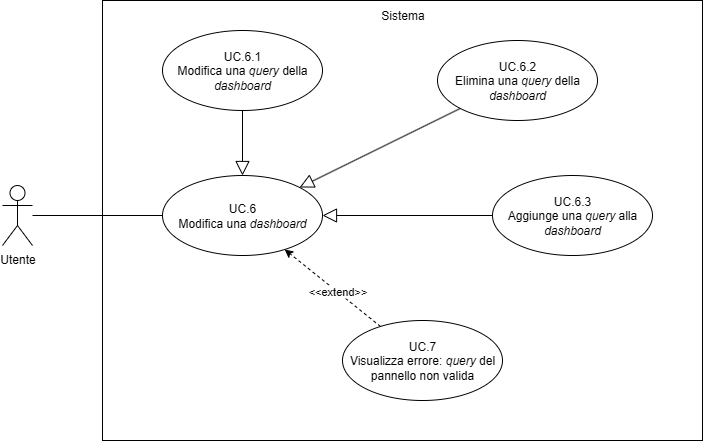 Sistema
UC.6.1
Modifica una query della
dashboard
UC.6.2
Elimina una query della
dashboard
UC.6
Modifica una dashboard
UC.6.3
Aggiunge una query alla
dashboard
Utente
<<extend>>
UC.7
Visualizza errore: query del
pannello non valida